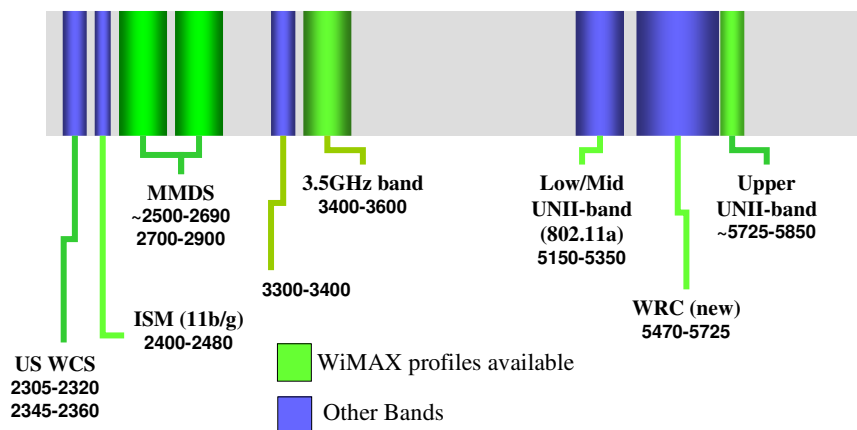 MMDS
~2500-2690
2700-2900
3.5GHz band
3400-3600
Low/Mid
UNII-band
(802.11a)
5150-5350
Upper
UNII-band
~5725-5850
3300-3400
ISM (11b/g)
2400-2480
WRC (new)
5470-5725
US WCS
2305-2320
2345-2360
WiMAX profiles available
Other Bands